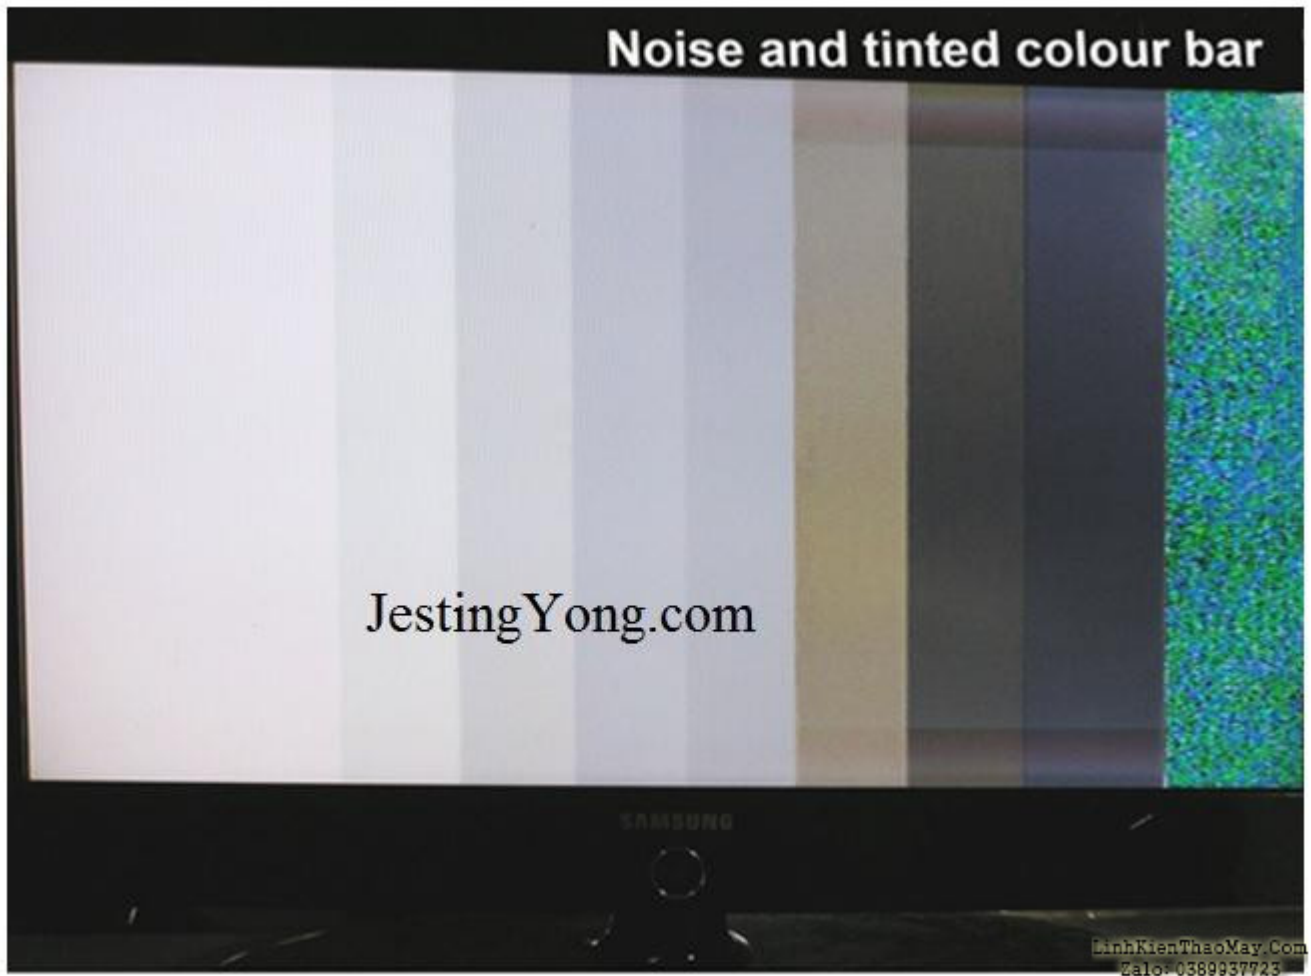 Noise and tinted colour bar
JestingYong.com
SAMSUNG
LinhKienThaoMay.Com
Zalo: 0389937723